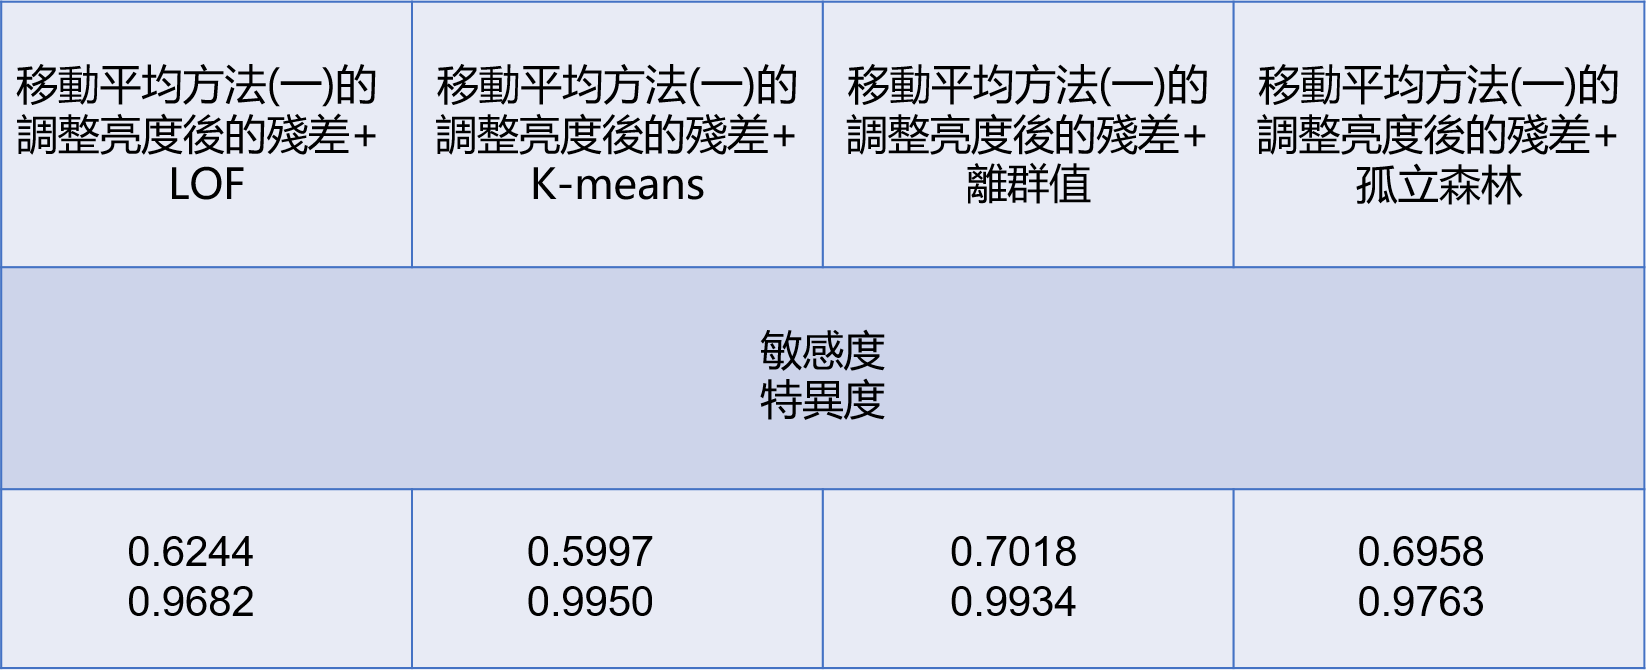 移動平均方法(一)的
調整亮度後的殘差+
LOF
移動平均方法(一)的
調整亮度後的殘差+
K-means
移動平均方法(一)的
調整亮度後的殘差+
離群值
移動平均方法(一)的
調整亮度後的殘差+
孤立森林
敏感度
特異度
0.6244
0.9682
0.5997
0.9950
0.7018
0.9934
0.6958
0.9763